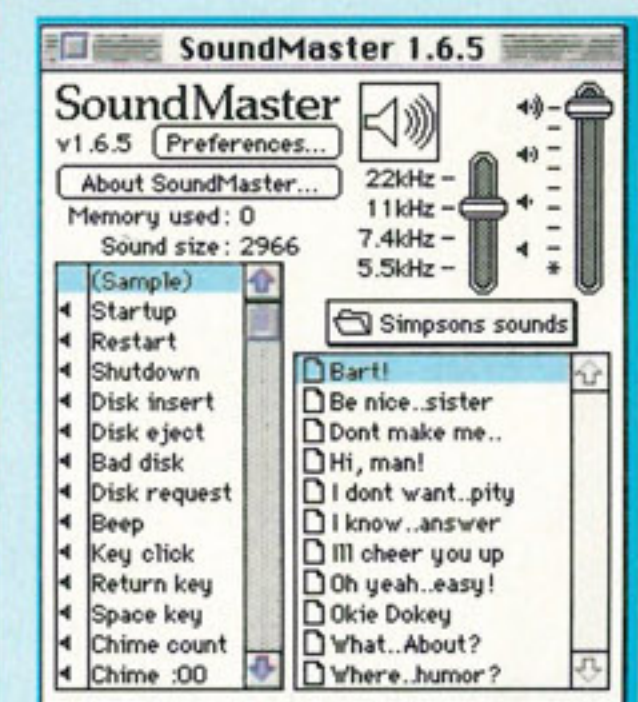 SoundMaster 1.6.5
SoundMaster
v1.6.5 Preferences...
About SoundMaster...
Memory used: 0
Sound size: 2966
22kHz
11kHz
7.4kHz
5.5kHz
*
(Sample)
Startup
Restart
Shutdown
Disk insert
Disk eject
Bad disk
Disk request
Beep
Key click
Return key
Space key
Chime count
Chime :00
Simpsons sounds
Bart!
Be nice..sister
Dont make me..
Hi, man!
I dont want..pity
I know..answer
Ill cheer you up
Oh yeah..easy!
Okie Dokey
What..About?
Where..humor?